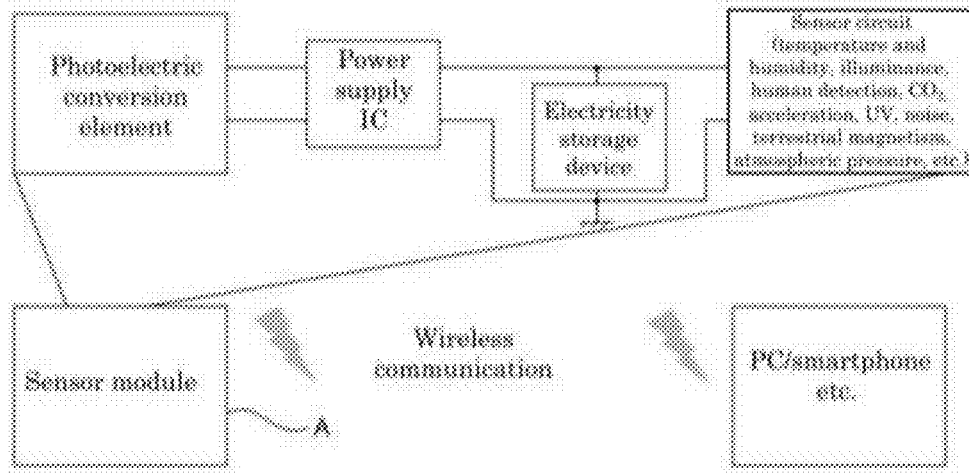 Photoelectric
conversion
element
Power
supply
IC
Electricity
storage
device
Sensor circuit
(temperature and
humidity, illuminance,
human detection, CO₂,
acceleration, UV, noise,
terrestrial magnetism,
atmospheric pressure, etc.)
Sensor module
A
Wireless
communication
PC/smartphone
etc.